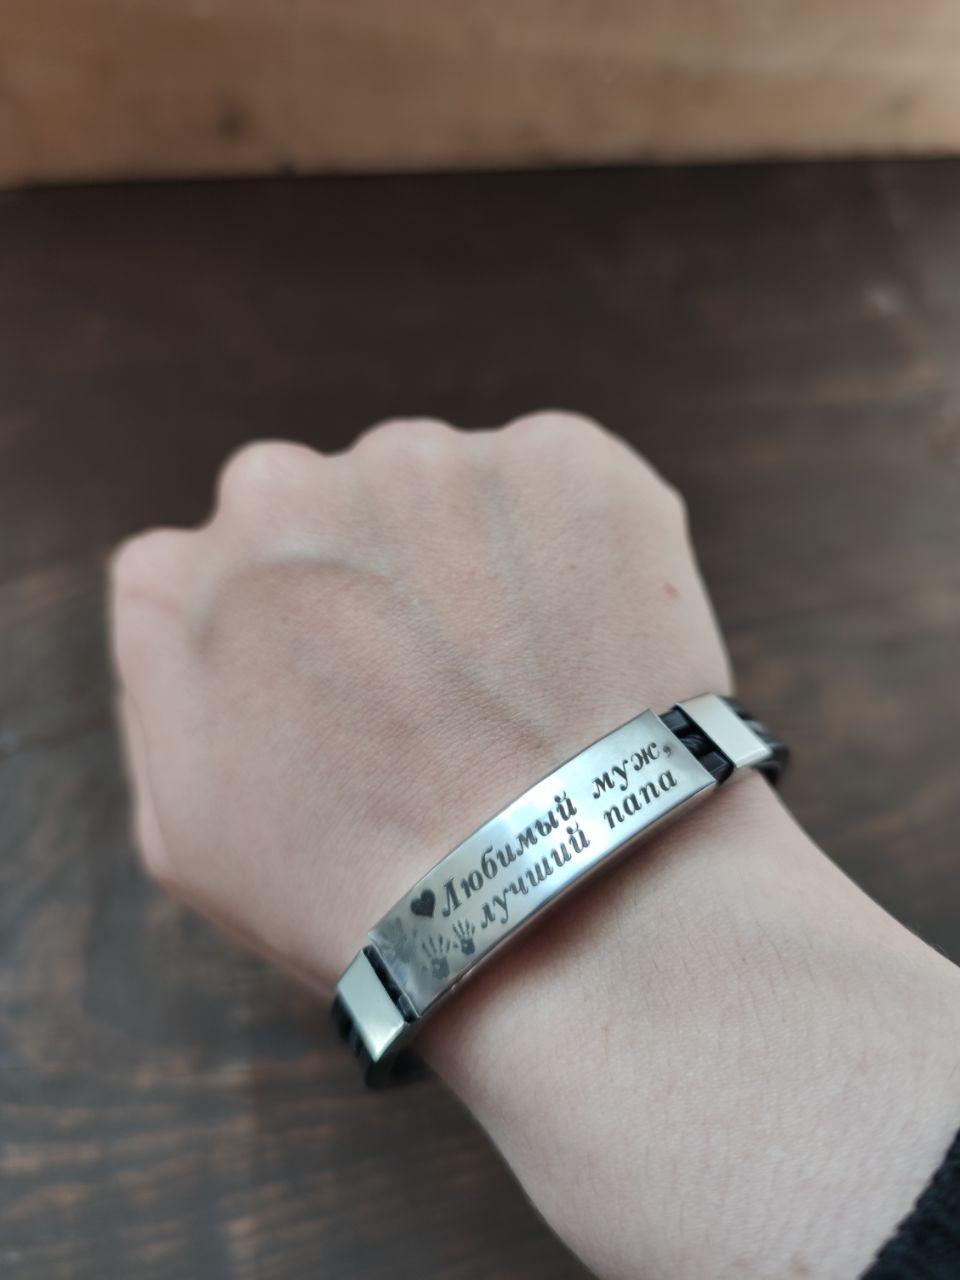 Любимый муж,
лучший папа